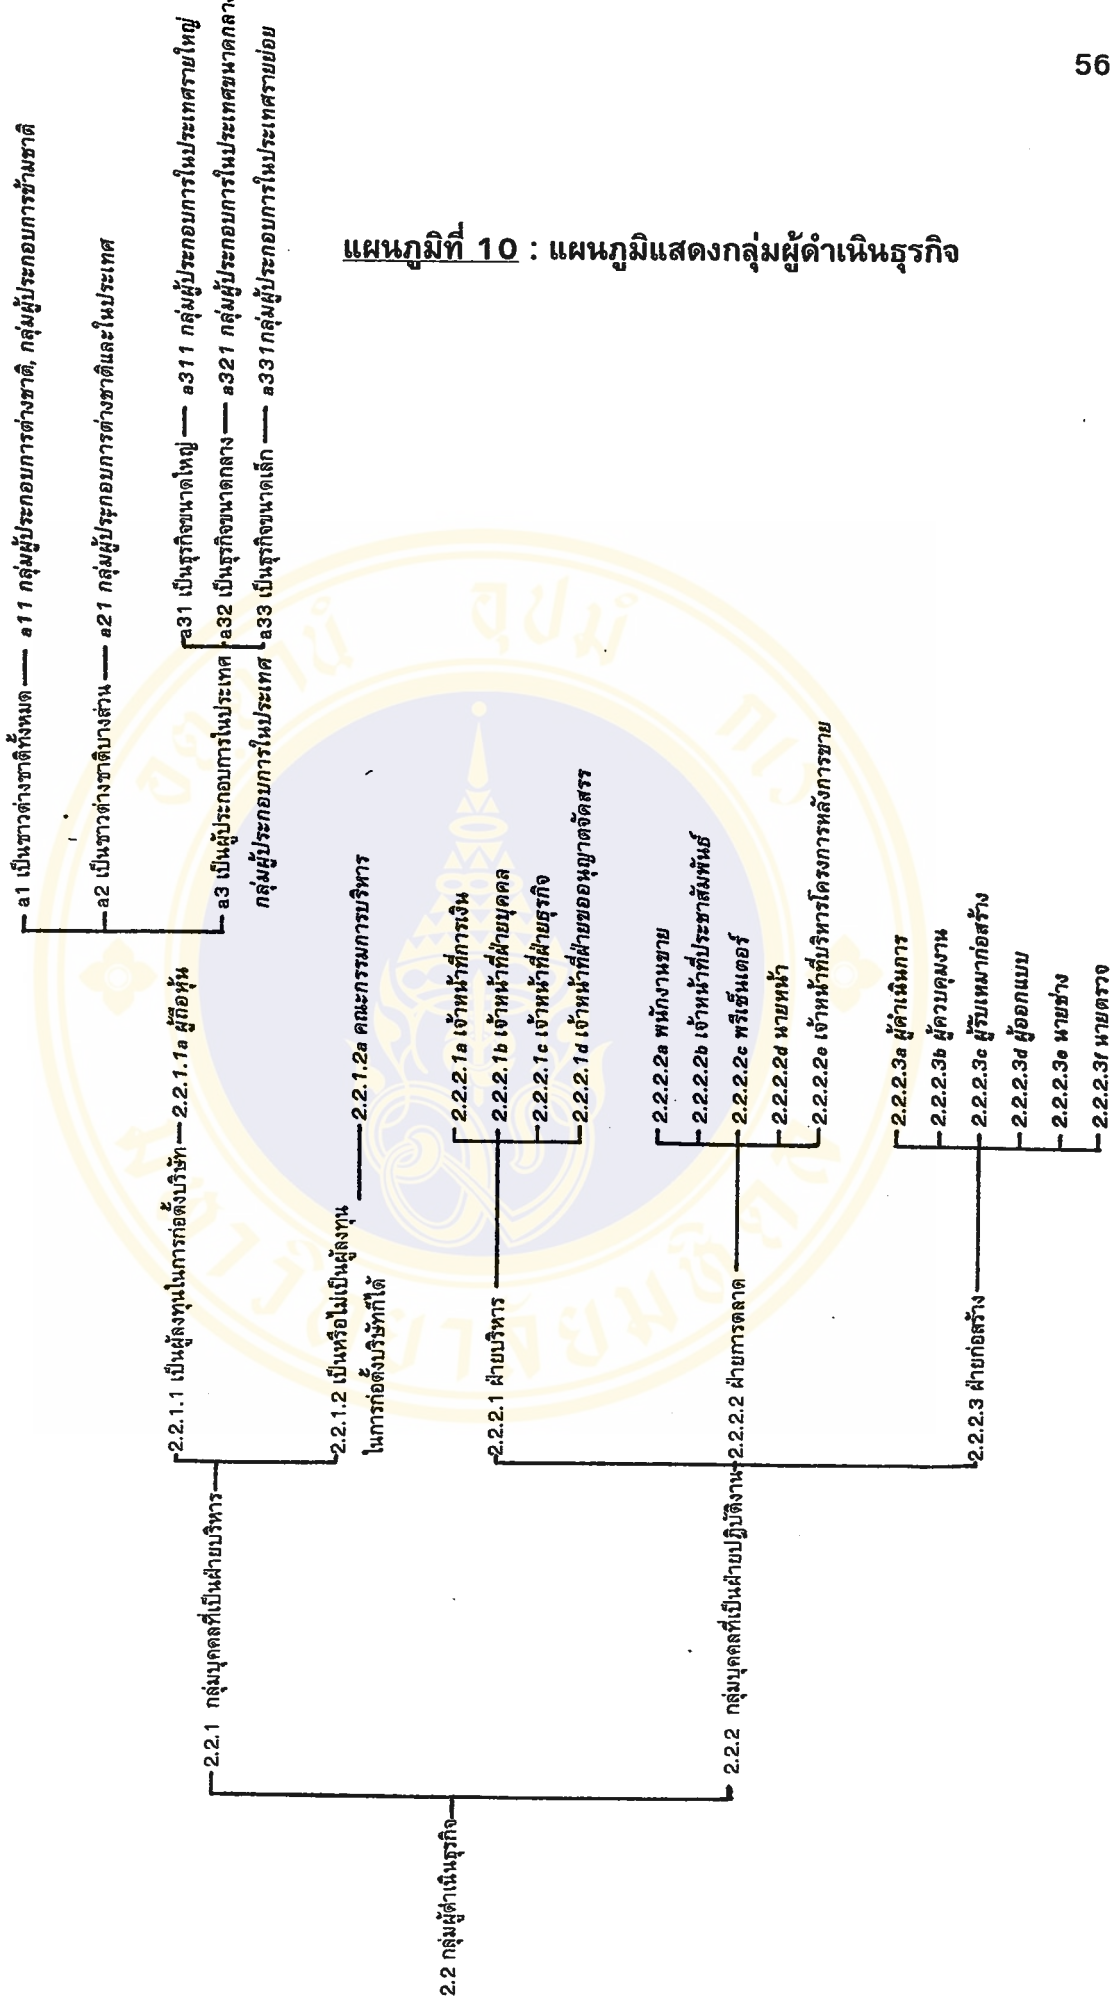 56
แผนภูมิที่ 10 : แผนภูมิแสดงกลุ่มผู้ดำเนินธุรกิจ
2.2 กลุ่มผู้ดำเนินธุรกิจ
2.2.1 กลุ่มบุคคลที่เป็นฝ่ายบริหาร
2.2.1.1 เป็นผู้ลงทุนในการก่อตั้งบริษัท
2.2.1.1a ผู้ถือหุ้น
a1 เป็นชาวต่างชาติทั้งหมด
a11 กลุ่มผู้ประกอบการต่างชาติ, กลุ่มผู้ประกอบการข้ามชาติ
a2 เป็นชาวต่างชาติบางส่วน
a21 กลุ่มผู้ประกอบการต่างชาติและในประเทศ
a3 เป็นผู้ประกอบการในประเทศ
กลุ่มผู้ประกอบการในประเทศ
a31 เป็นธุรกิจขนาดใหญ่
a311 กลุ่มผู้ประกอบการในประเทศรายใหญ่
a32 เป็นธุรกิจขนาดกลาง
a321 กลุ่มผู้ประกอบการในประเทศขนาดกลาง
a33 เป็นธุรกิจขนาดเล็ก
a331กลุ่มผู้ประกอบการในประเทศรายย่อย
2.2.1.2 เป็นหรือไม่เป็นผู้ลงทุน
ในการก่อตั้งบริษัทก็ได้
2.2.1.2a คณะกรรมการบริหาร
2.2.2 กลุ่มบุคคลที่เป็นฝ่ายปฏิบัติงาน
2.2.2.1 ฝ่ายบริหาร
2.2.2.1a เจ้าหน้าที่การเงิน
2.2.2.1b เจ้าหน้าที่ฝ่ายบุคคล
2.2.2.1c เจ้าหน้าที่ฝ่ายธุรกิจ
2.2.2.1d เจ้าหน้าที่ฝ่ายขออนุญาตจัดสรร
2.2.2.2 ฝ่ายการตลาด
2.2.2.2a พนักงานขาย
2.2.2.2b เจ้าหน้าที่ประชาสัมพันธ์
2.2.2.2c พรีเซ็นเตอร์
2.2.2.2d นายหน้า
2.2.2.2e เจ้าหน้าที่บริหารโครงการหลังการขาย
2.2.2.3 ฝ่ายก่อสร้าง
2.2.2.3a ผู้ดำเนินการ
2.2.2.3b ผู้ควบคุมงาน
2.2.2.3c ผู้รับเหมาก่อสร้าง
2.2.2.3d ผู้ออกแบบ
2.2.2.3e นายช่าง
2.2.2.3f นายตรวจ